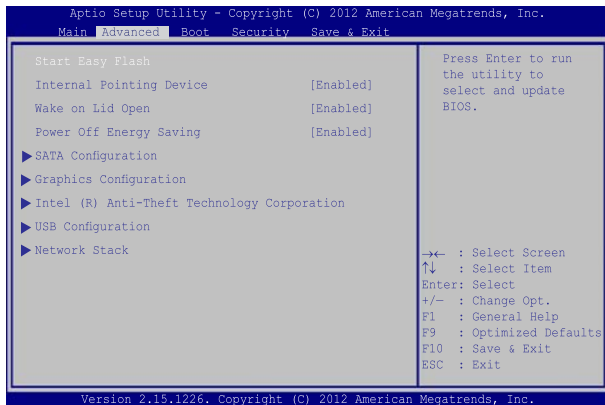 Aptio Setup Utility - Copyright (C) 2012 American Megatrends, Inc.
Main Advanced Boot Security Save & Exit
Start Easy Flash
Internal Pointing Device [Enabled]
Wake on Lid Open [Enabled]
Power Off Energy Saving [Enabled]
▶ SATA Configuration
▶ Graphics Configuration
▶ Intel (R) Anti-Theft Technology Corporation
▶ USB Configuration
▶ Network Stack
Press Enter to run
the utility to
select and update
BIOS.
→← : Select Screen
↑↓ : Select Item
Enter: Select
+/— : Change Opt.
F1 : General Help
F9 : Optimized Defaults
F10 : Save & Exit
ESC : Exit
Version 2.15.1226. Copyright (C) 2012 American Megatrends, Inc.